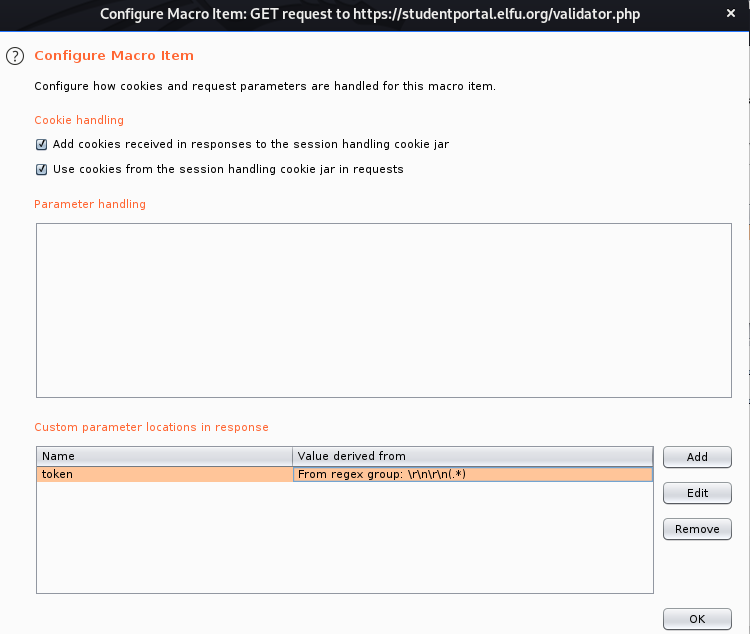 Configure Macro Item: GET request to https://studentportal.elfu.org/validator.php ×
? Configure Macro Item
Configure how cookies and request parameters are handled for this macro item.
Cookie handling
Add cookies received in responses to the session handling cookie jar
Use cookies from the session handling cookie jar in requests
Parameter handling
Custom parameter locations in response
Name Value derived from Add
token From regex group: \r\n\r\n(.*)
Edit
Remove
OK